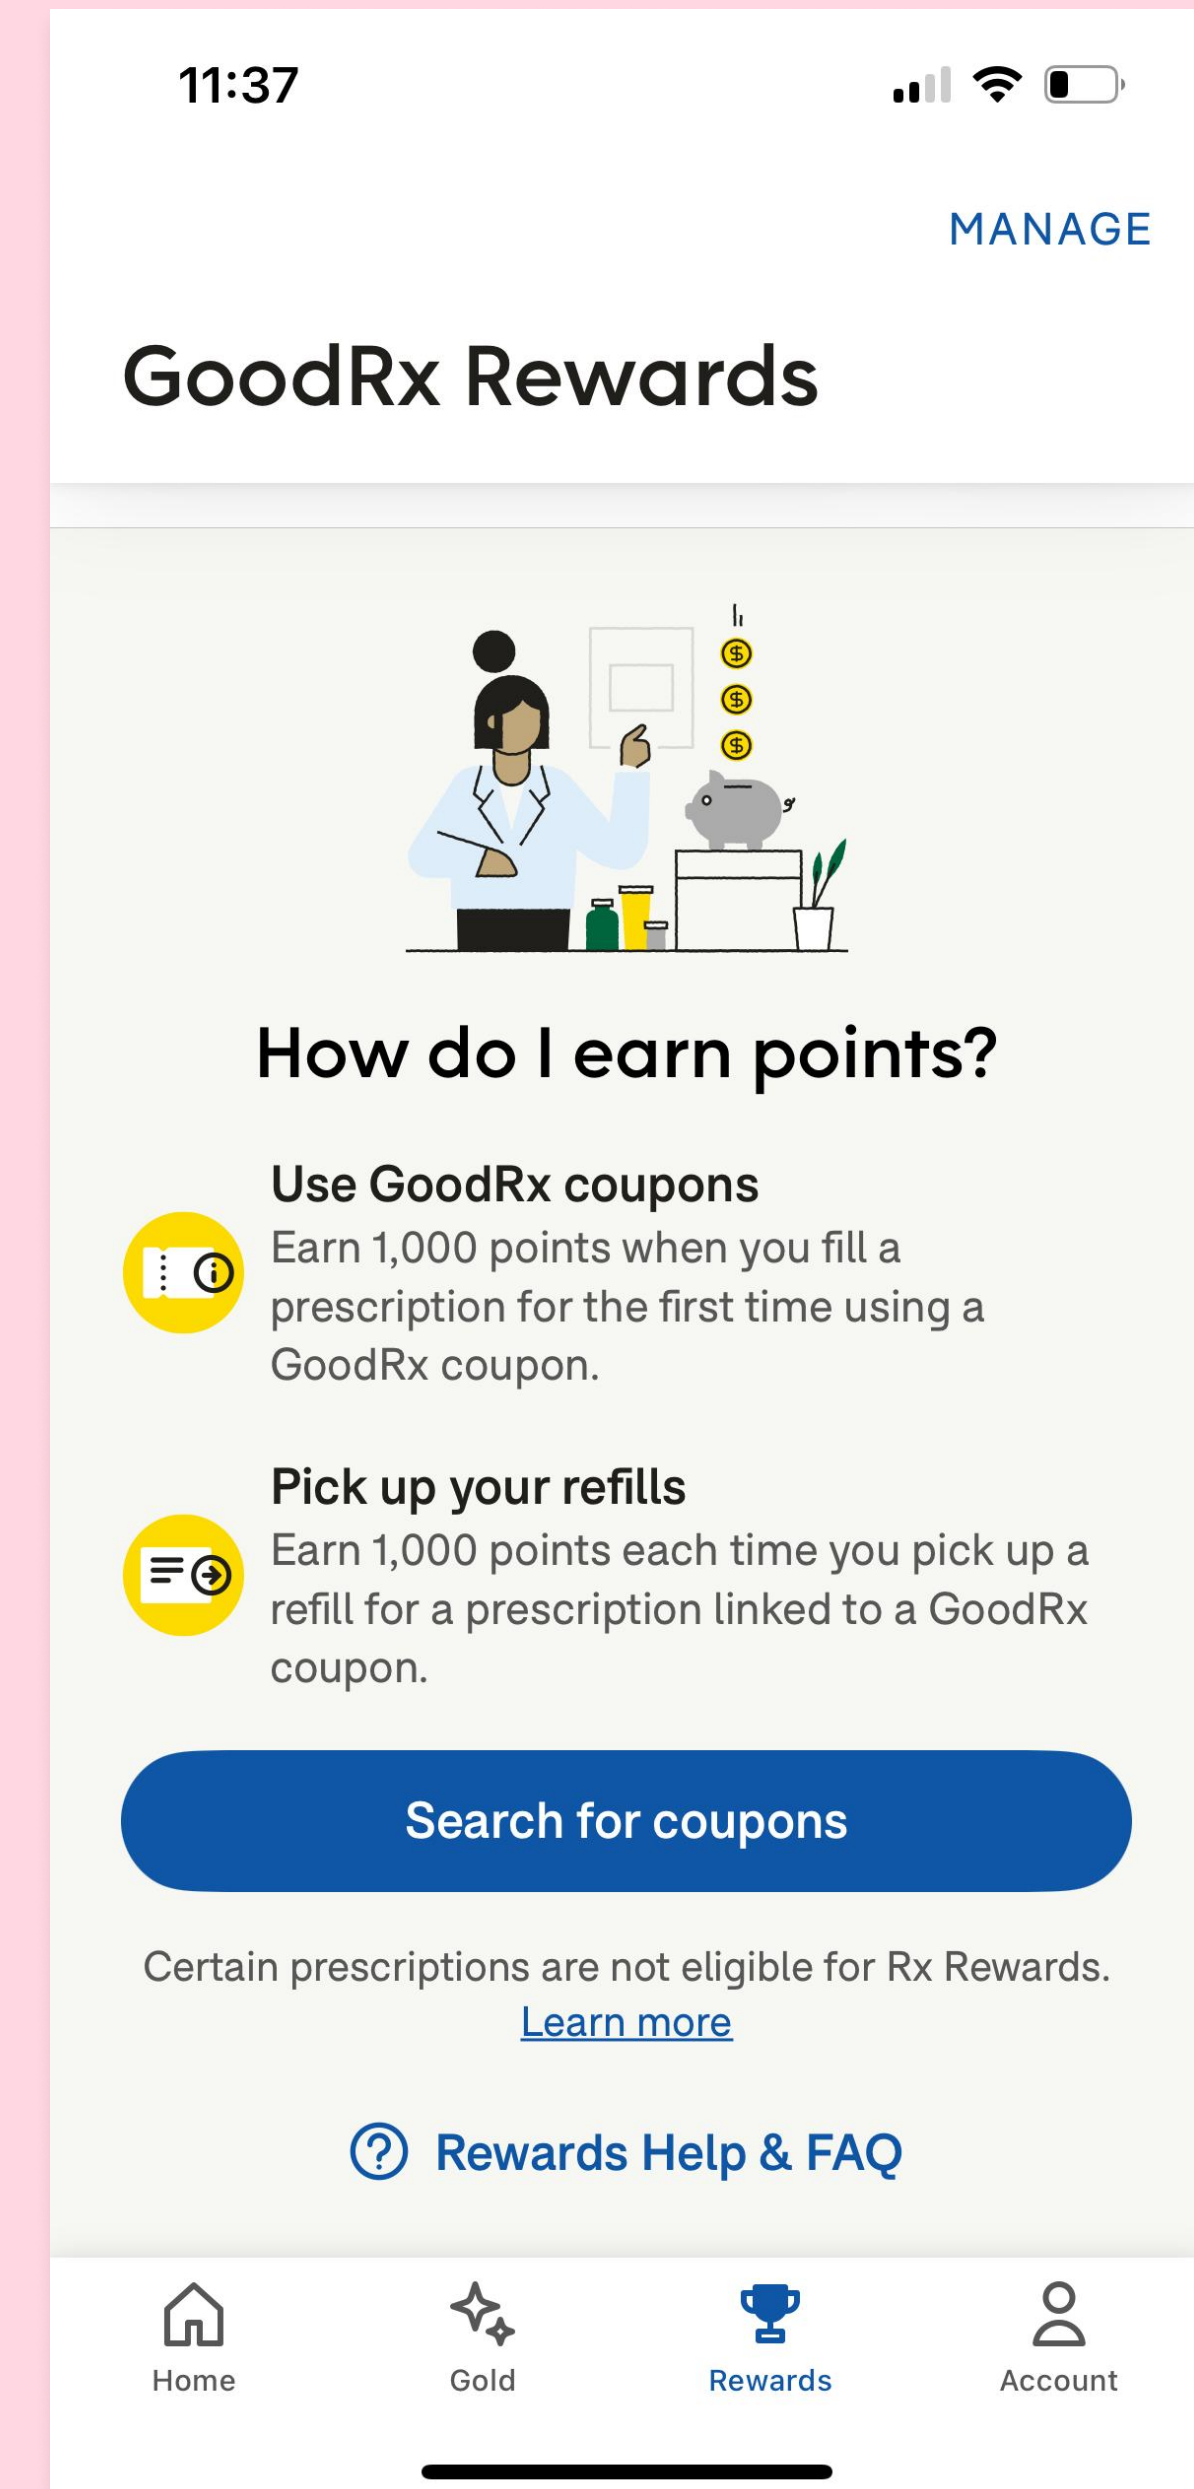 11:37
MANAGE
GoodRx Rewards
How do I earn points?
Use GoodRx coupons
Earn 1,000 points when you fill a
prescription for the first time using a
GoodRx coupon.
Pick up your refills
Earn 1,000 points each time you pick up a
refill for a prescription linked to a GoodRx
coupon.
Search for coupons
Certain prescriptions are not eligible for Rx Rewards.
Learn more
Rewards Help & FAQ
Home
Gold
Rewards
Account